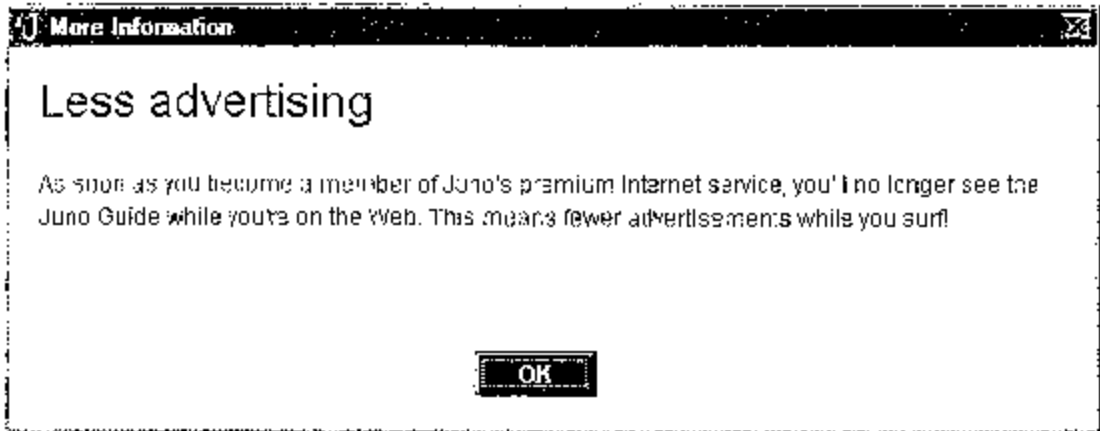 More Information
Less advertising
As soon as you become a member of Juno's premium Internet service, you'll no longer see the
Juno Guide while you're on the Web. This means fewer advertisements while you surf!
OK